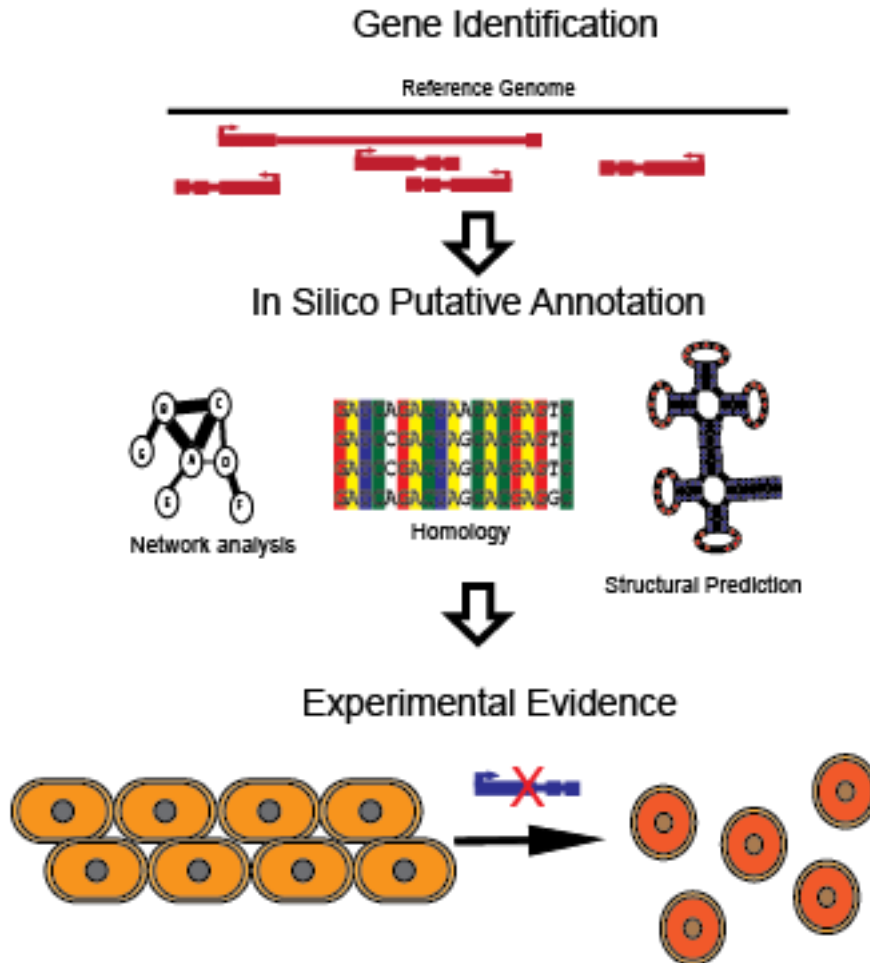 Gene Identification
Reference Genome
In Silico Putative Annotation
B
C
G
A
D
E
F
Network analysis
Homology
Structural Prediction
Experimental Evidence